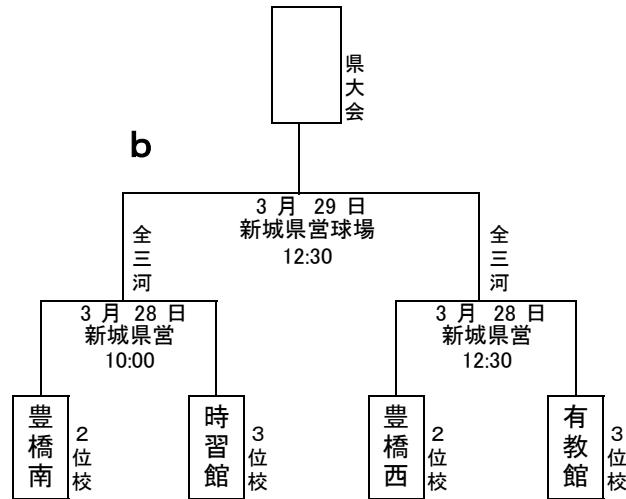 県大会
b
3 月 29 日
新城県営球場
12:30
全三河
全三河
3 月 28 日
新城県営
10:00
3 月 28 日
新城県営
12:30
豊橋南
2位校
時習館
3位校
豊橋西
2位校
有教館
3位校